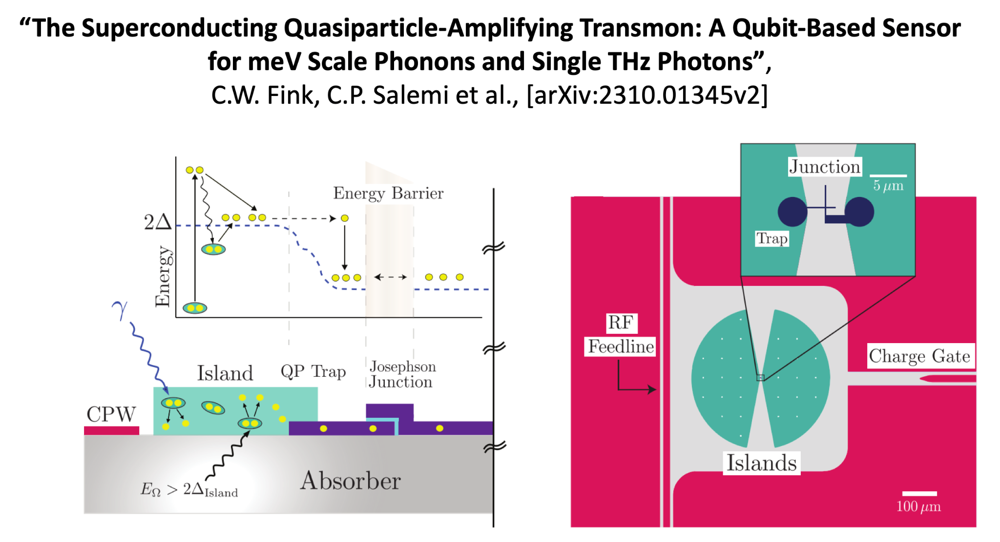 “The Superconducting Quasiparticle-Amplifying Transmon: A Qubit-Based Sensor
for meV Scale Phonons and Single THz Photons”,
C.W. Fink, C.P. Salemi et al., [arXiv:2310.01345v2]
Energy Barrier
2Δ
Energy
γ
Island
QP Trap
Josephson
Junction
CPW
E_Ω > 2Δ_Island
Absorber
Junction
5 μm
Trap
RF
Feedline
Charge Gate
Islands
100 μm